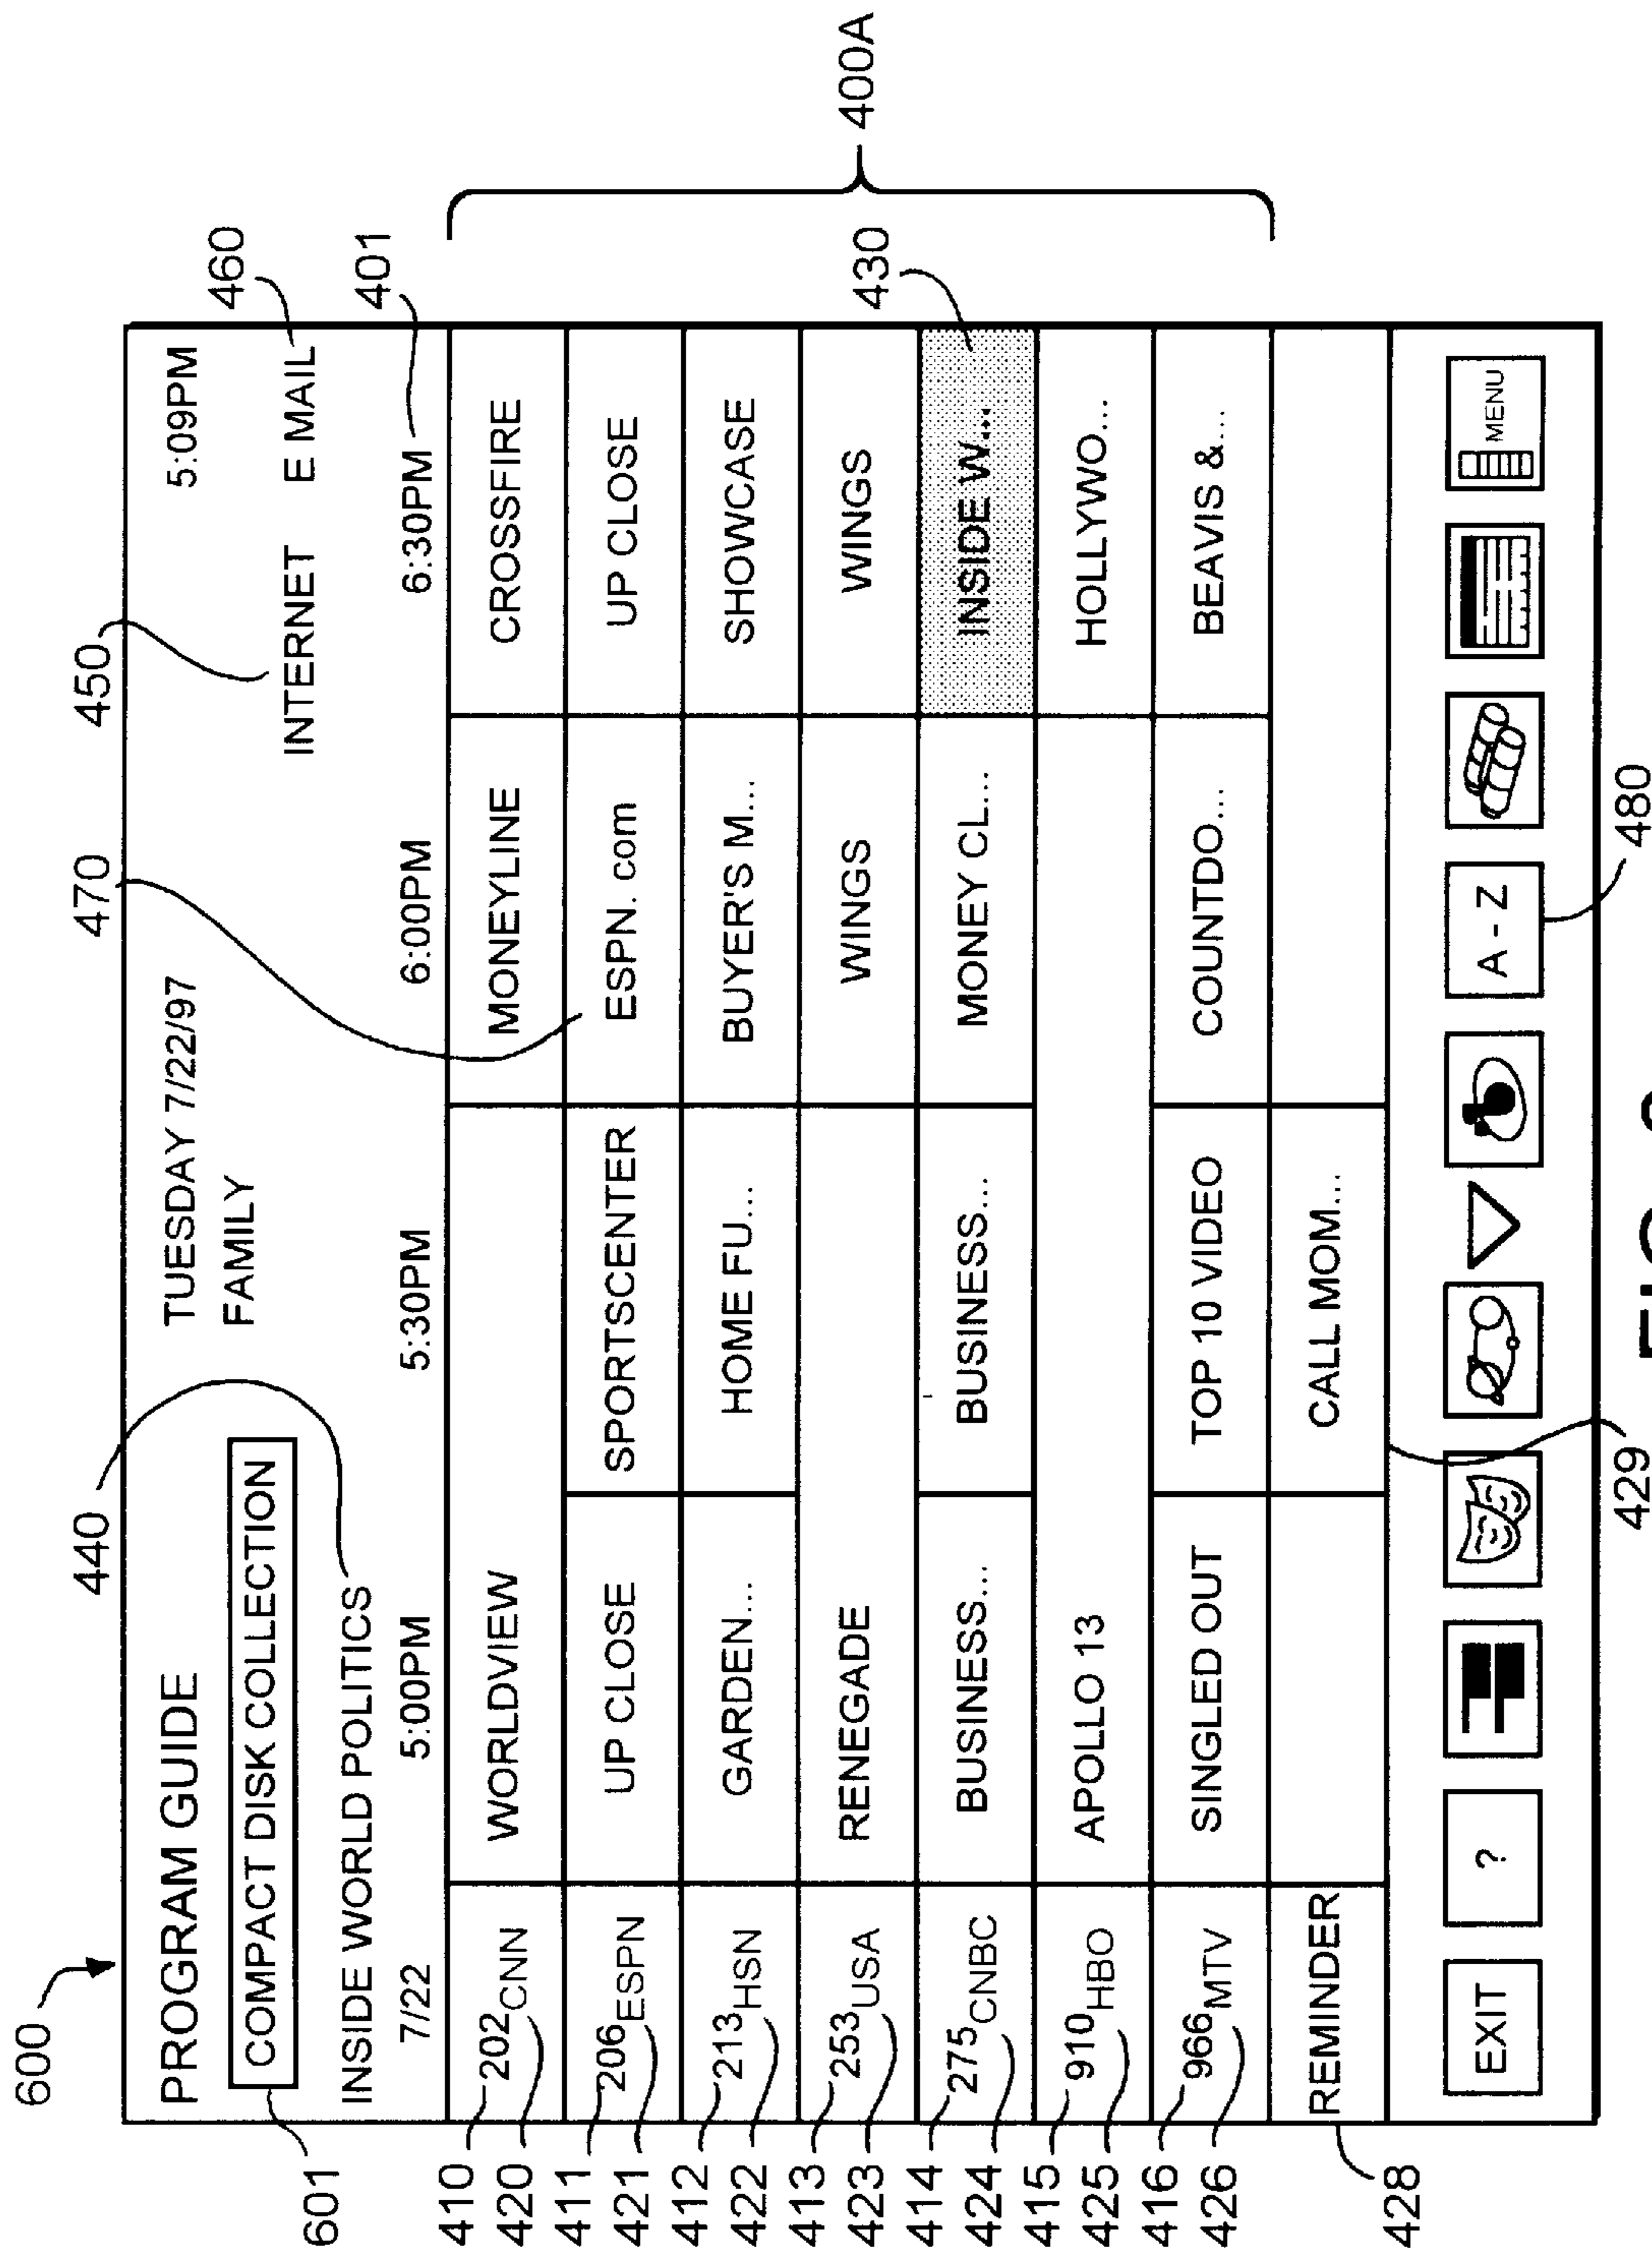 600
440
470
450
PROGRAM GUIDE TUESDAY 7/22/97 5:09PM
601
COMPACT DISK COLLECTION FAMILY
460
INSIDE WORLD POLITICS INTERNET E MAIL
7/22 5:00PM 5:30PM 6:00PM 6:30PM 401
410 202 CNN WORLDVIEW MONEYLINE CROSSFIRE
420
411 206 ESPN UP CLOSE SPORTSCENTER ESPN. com UP CLOSE
421
412 213 HSN GARDEN... HOME FU... BUYER'S M... SHOWCASE
422
413 253 USA RENEGADE WINGS WINGS
423
400A
430
414 275 CNBC BUSINESS... BUSINESS... MONEY CL... INSIDE W...
424
415 910 HBO APOLLO 13 HOLLYWO...
425
416 966 MTV SINGLED OUT TOP 10 VIDEO COUNTDO... BEAVIS &...
426
REMINDER CALL MOM...
428
EXIT ? A - Z MENU
429
480